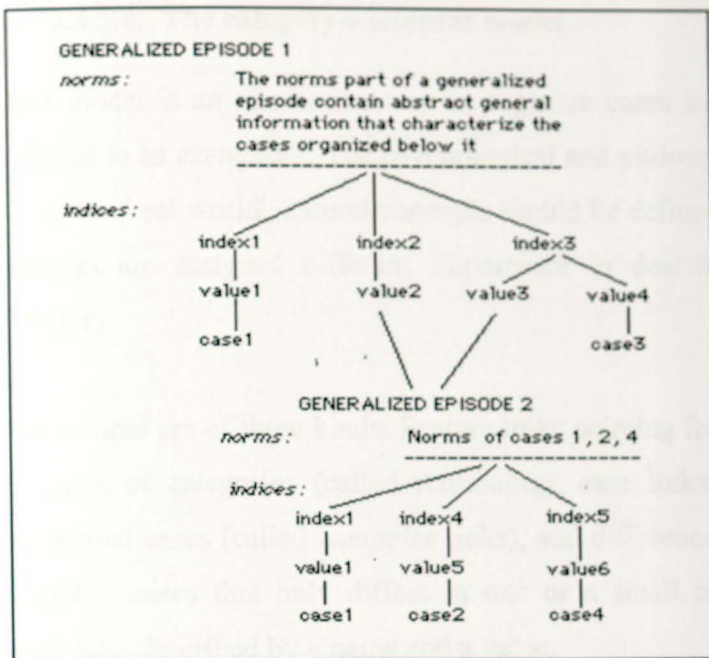 GENERALIZED EPISODE 1
norms: The norms part of a generalized
episode contain abstract general
information that characterize the
cases organized below it
indices:
index1 index2 index3
value1 value2 value3 value4
case1 case3
GENERALIZED EPISODE 2
norms: Norms of cases 1, 2, 4
indices:
index1 index4 index5
value1 value5 value6
case1 case2 case4